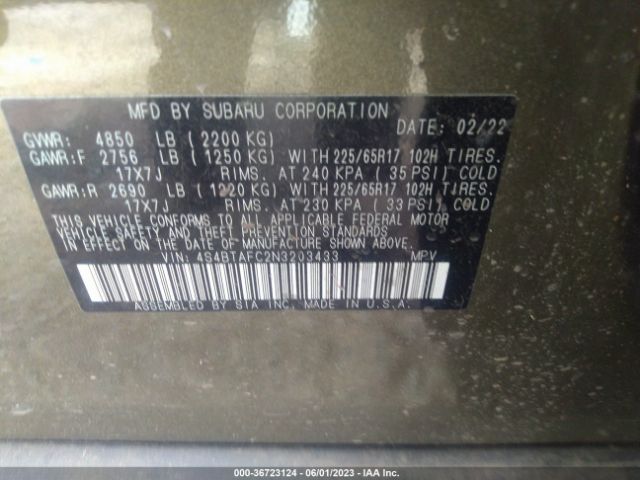 MFD BY SUBARU CORPORATION
DATE: 02/22
GVWR: 4850 LB (2200 KG)
GAWR:F 2756 LB (1250 KG) WITH 225/65R17 102H TIRES.
17X7J RIMS. AT 240 KPA (35 PSI) COLD
GAWR:R 2690 LB (1220 KG) WITH 225/65R17 102H TIRES.
17X7J RIMS. AT 230 KPA (33 PSI) COLD
THIS VEHICLE CONFORMS TO ALL APPLICABLE FEDERAL MOTOR
VEHICLE SAFETY AND THEFT PREVENTION STANDARDS
IN EFFECT ON THE DATE OF MANUFACTURE SHOWN ABOVE.
VIN: 4S4BTAFC2N3203433 MPV
ASSEMBLED BY SIA INC. MADE IN U.S.A.
000-36723124 - 06/01/2023 - IAA Inc.